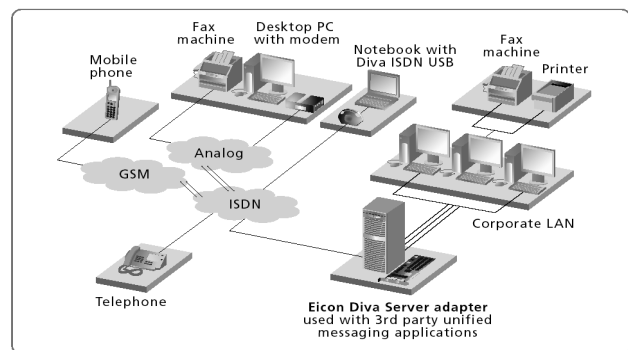 Mobile
phone
Fax
machine
Desktop PC
with modem
Notebook with
Diva ISDN USB
Fax
machine
Printer
Analog
GSM
ISDN
Corporate LAN
Telephone
Eicon Diva Server adapter
used with 3rd party unified
messaging applications